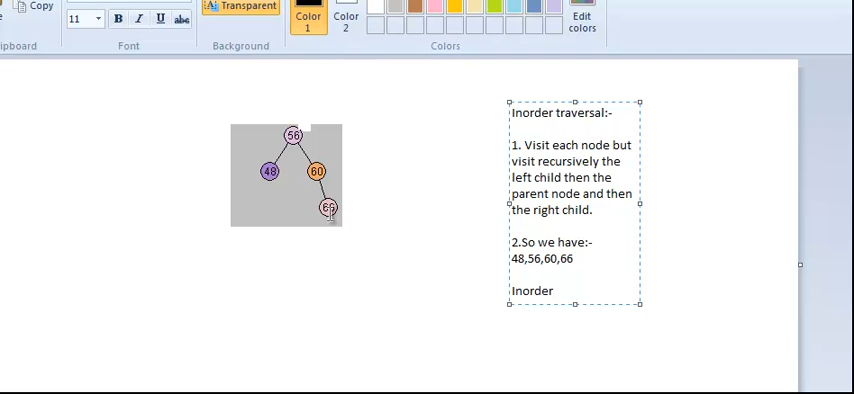 Copy
Transparent
11
B I U abc
Color 1
Color 2
Edit colors
Font
Background
Colors
Inorder traversal:-
1. Visit each node but
visit recursively the
left child then the
parent node and then
the right child.
2.So we have:-
48,56,60,66
Inorder
56
48
60